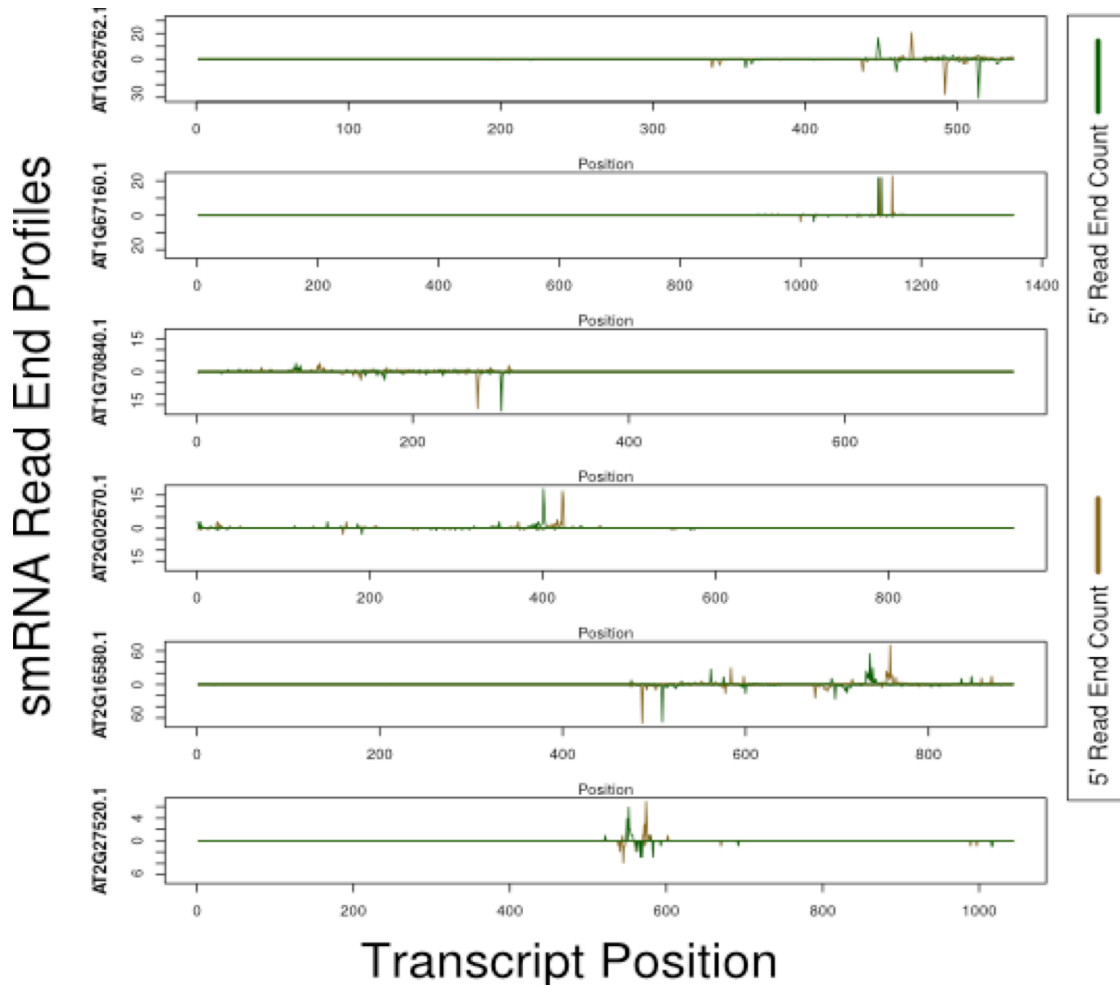 smRNA Read End Profiles
AT1G26762.1
20
0
30
0 100 200 300 400 500
Position
AT1G67160.1
20
0
20
0 200 400 600 800 1000 1200 1400
Position
AT1G70840.1
15
0
15
0 200 400 600
Position
AT2G02670.1
15
0
15
0 200 400 600 800
Position
AT2G16580.1
60
0
60
0 200 400 600 800
Position
AT2G27520.1
4
0
6
0 200 400 600 800 1000
Transcript Position
5' Read End Count
5' Read End Count